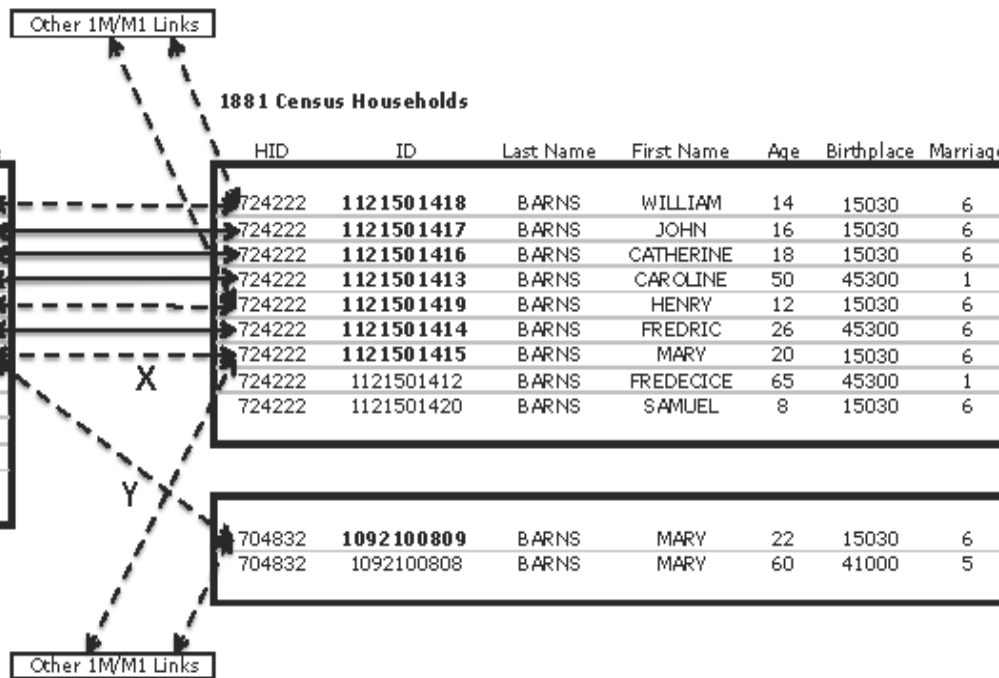 Other 1M/M1 Links
1881 Census Households
HID ID Last Name First Name Age Birthplace Marriage
724222 1121501418 BARNS WILLIAM 14 15030 6
724222 1121501417 BARNS JOHN 16 15030 6
724222 1121501416 BARNS CATHERINE 18 15030 6
724222 1121501413 BARNS CAROLINE 50 45300 1
724222 1121501419 BARNS HENRY 12 15030 6
724222 1121501414 BARNS FREDRIC 26 45300 6
724222 1121501415 BARNS MARY 20 15030 6
X
724222 1121501412 BARNS FREDECICE 65 45300 1
724222 1121501420 BARNS SAMUEL 8 15030 6
Y
704832 1092100809 BARNS MARY 22 15030 6
704832 1092100808 BARNS MARY 60 41000 5
Other 1M/M1 Links